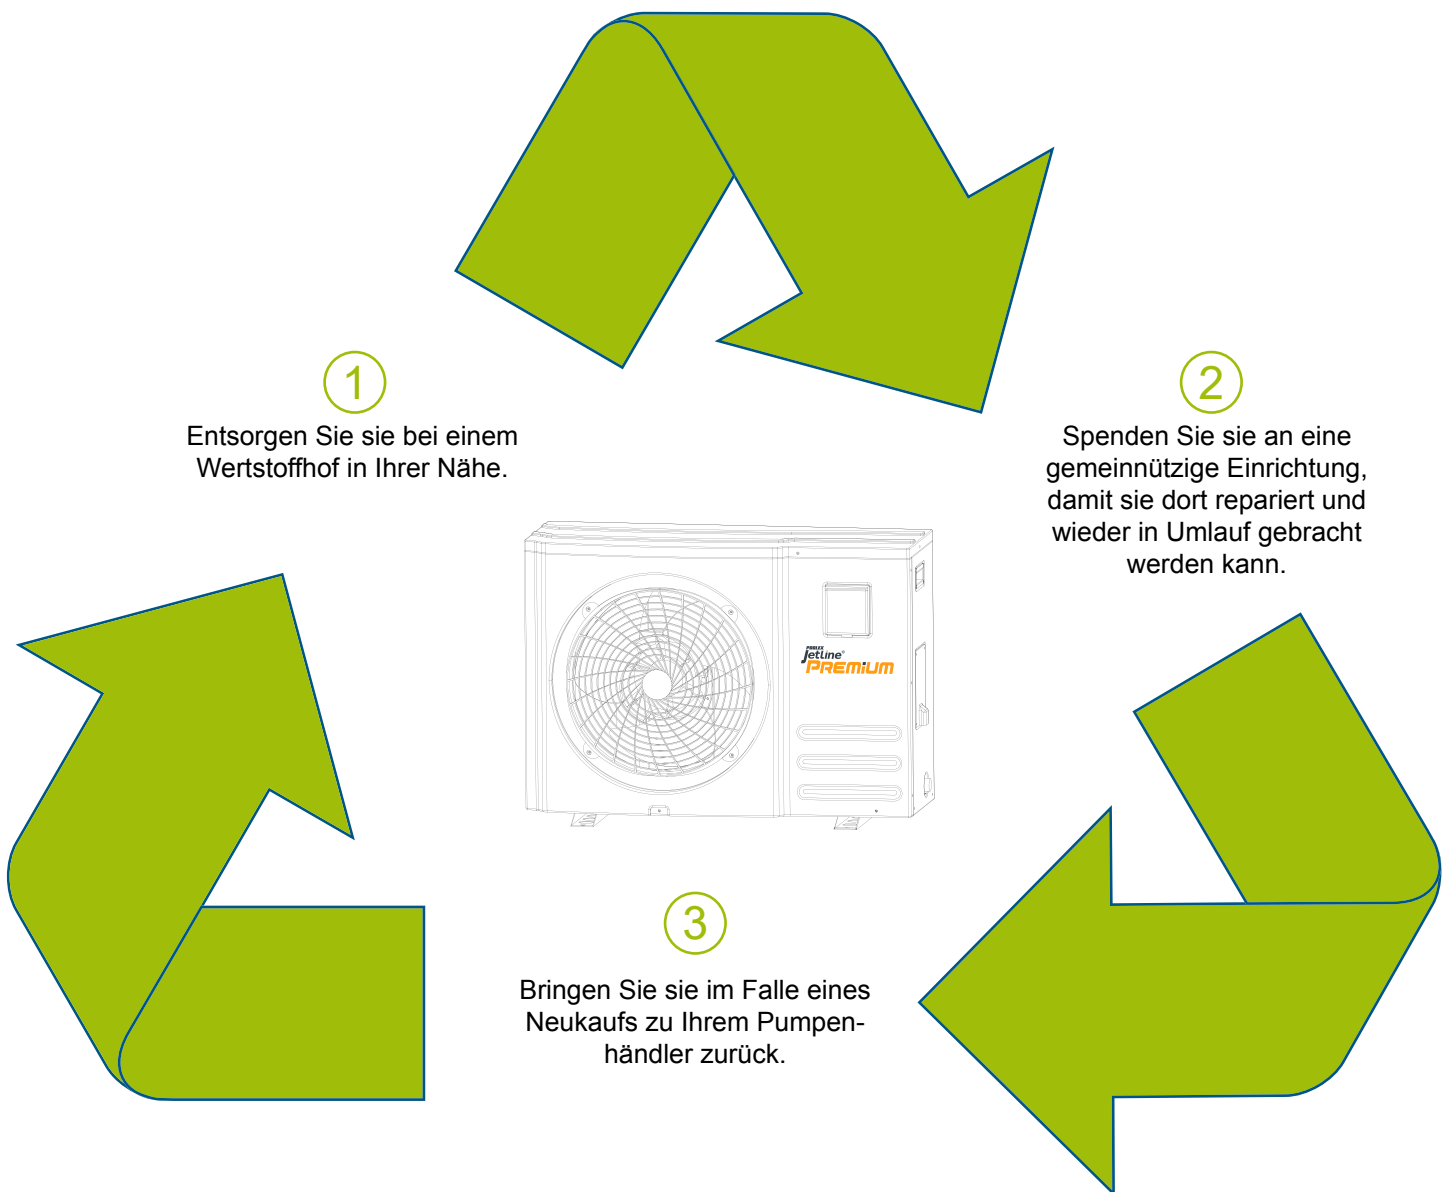 1
Entsorgen Sie sie bei einem
Wertstoffhof in Ihrer Nähe.
2
Spenden Sie sie an eine
gemeinnützige Einrichtung,
damit sie dort repariert und
wieder in Umlauf gebracht
werden kann.
POOLEX
Jetline®
PREMiUM
3
Bringen Sie sie im Falle eines
Neukaufs zu Ihrem Pumpen-
händler zurück.